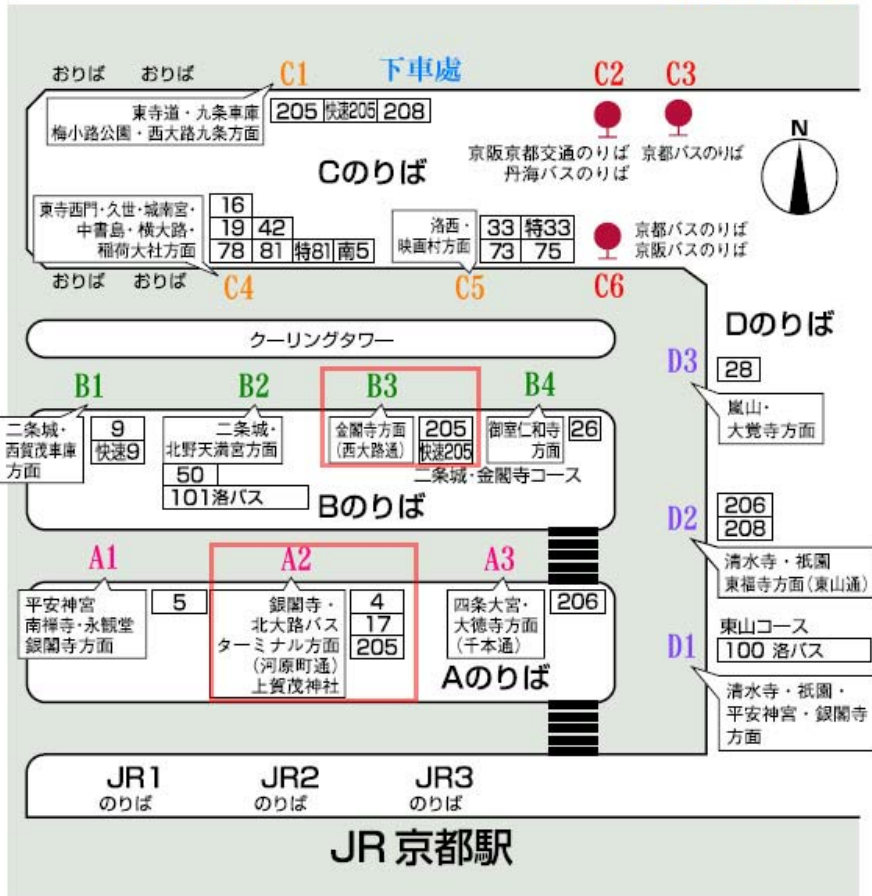 おりば おりば C1 下車處 C2 C3
東寺道・九条車庫
梅小路公園・西大路九条方面
205 快速205 208
京阪京都交通のりば
丹海バスのりば
京都バスのりば
N
Cのりば
東寺西門・久世・城南宮・
中書島・横大路・
稲荷大社方面
16
19 42
78 81 特81 南5
洛西・
映画村方面
33 特33
73 75
京都バスのりば
京阪バスのりば
おりば おりば C4 C5 C6
クーリングタワー
Dのりば
D3
28
嵐山・
大覚寺方面
B1 B2 B3 B4
二条城・
西賀茂車庫
方面
9
快速9
二条城・
北野天満宮方面
50
101洛バス
金閣寺方面
(西大路通)
205
快速205
御室仁和寺
方面
26
二条城・金閣寺コース
Bのりば
D2
206
208
清水寺・祇園
東福寺方面(東山通)
A1 A2 A3
平安神宮
南禅寺・永観堂
銀閣寺方面
5
銀閣寺・
北大路バス
ターミナル方面
(河原町通)
上賀茂神社
4
17
205
四条大宮・
大徳寺方面
(千本通)
206
Aのりば
D1
東山コース
100 洛バス
清水寺・祇園・
平安神宮・銀閣寺
方面
JR1 JR2 JR3
のりば のりば のりば
JR 京都駅